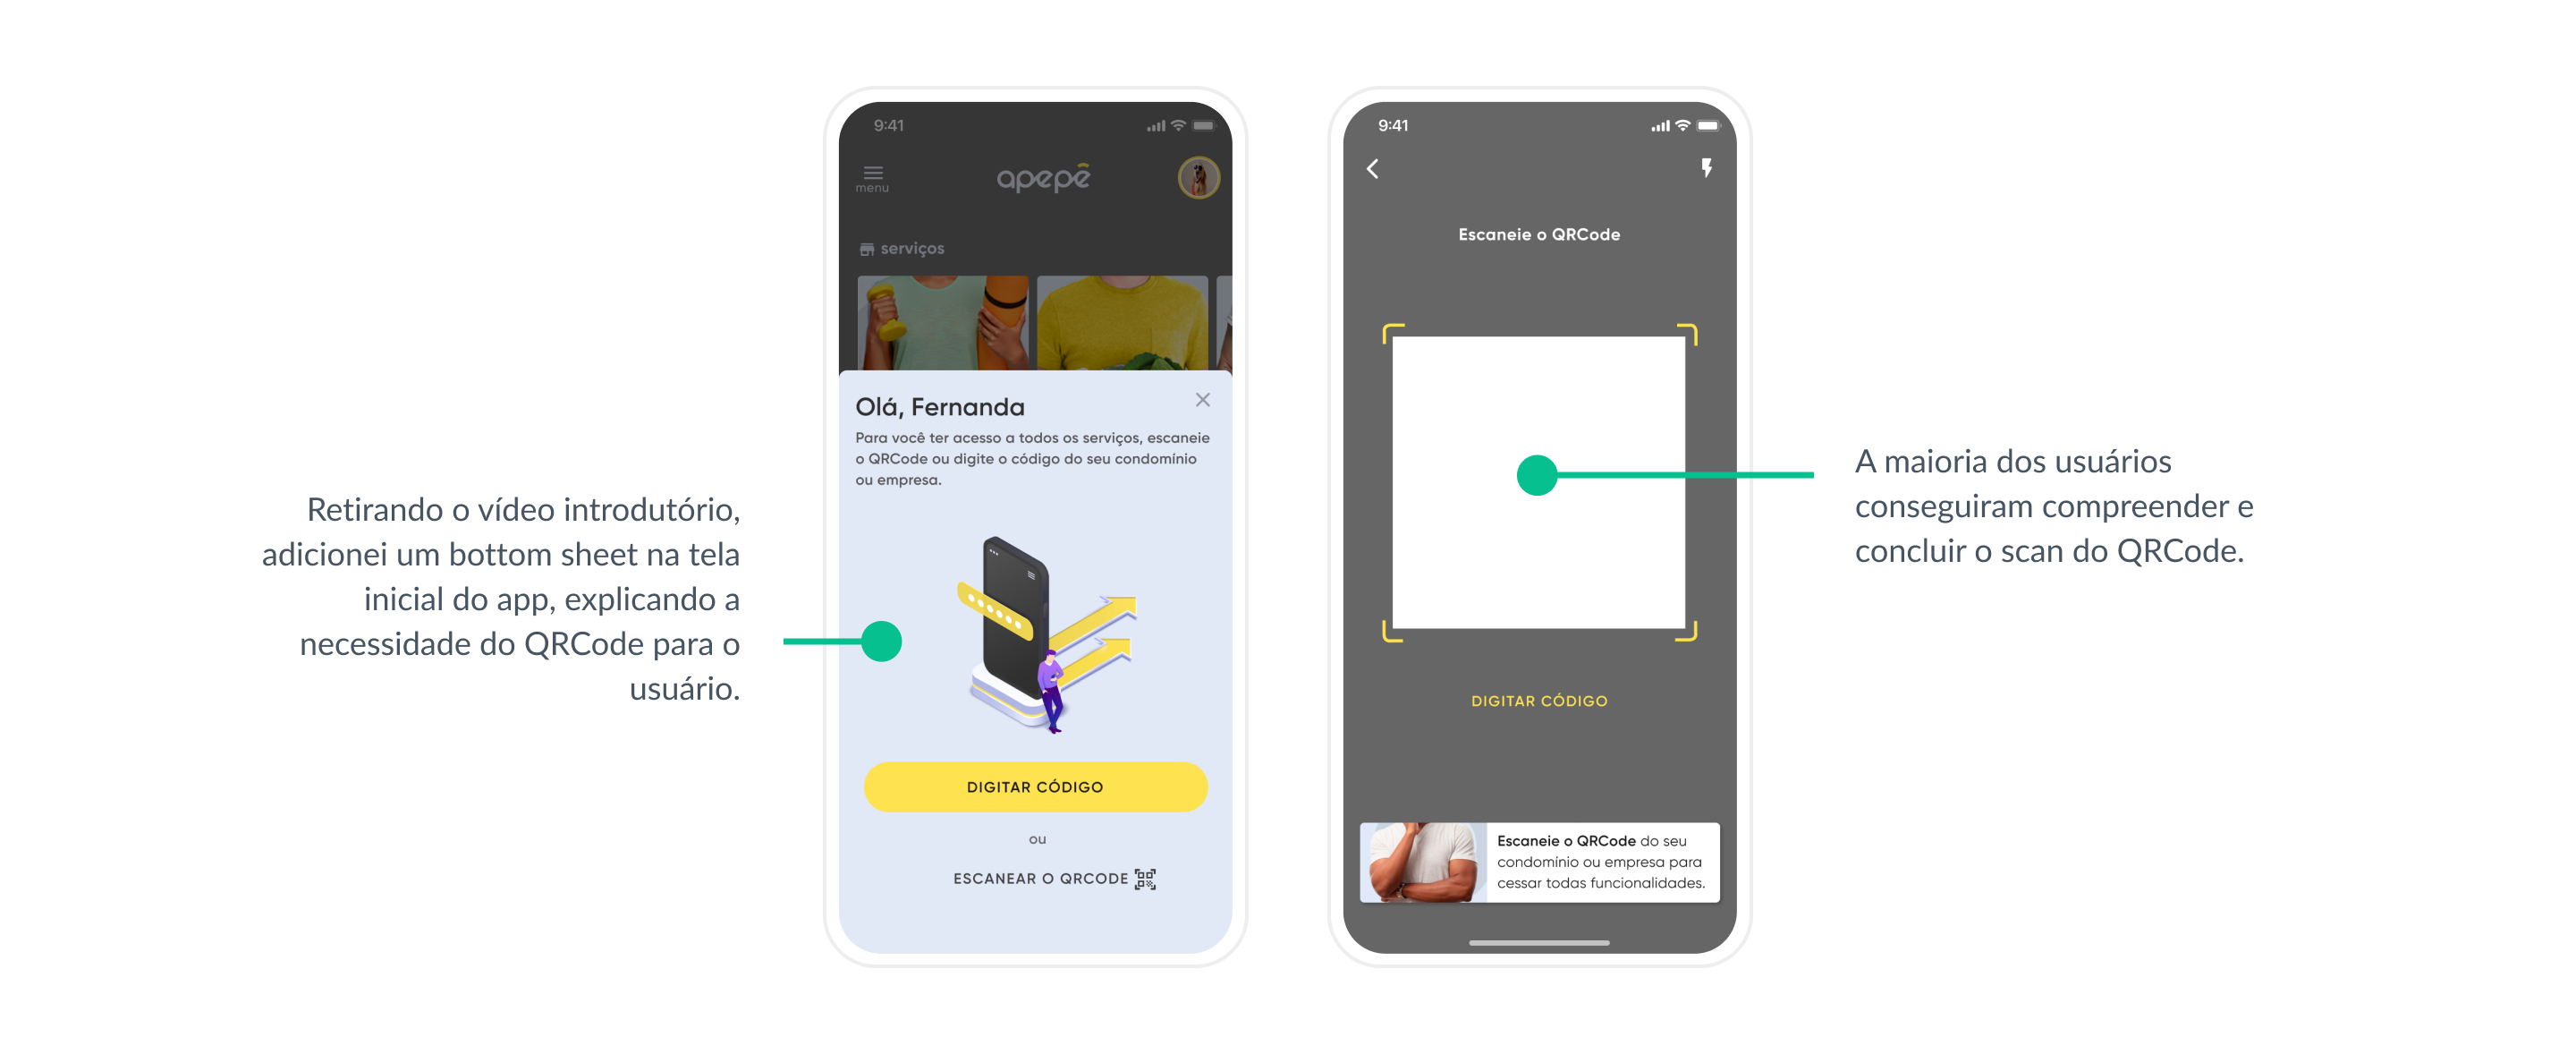 Retirando o vídeo introdutório,
adicionei um bottom sheet na tela
inicial do app, explicando a
necessidade do QRCode para o
usuário.
9:41
menu
apepê
serviços
Olá, Fernanda
Para você ter acesso a todos os serviços, escaneie
o QRCode ou digite o código do seu condomínio
ou empresa.
DIGITAR CÓDIGO
ou
ESCANEAR O QRCODE
9:41
Escaneie o QRCode
DIGITAR CÓDIGO
Escaneie o QRCode do seu
condomínio ou empresa para
cessar todas funcionalidades.
A maioria dos usuários
conseguiram compreender e
concluir o scan do QRCode.